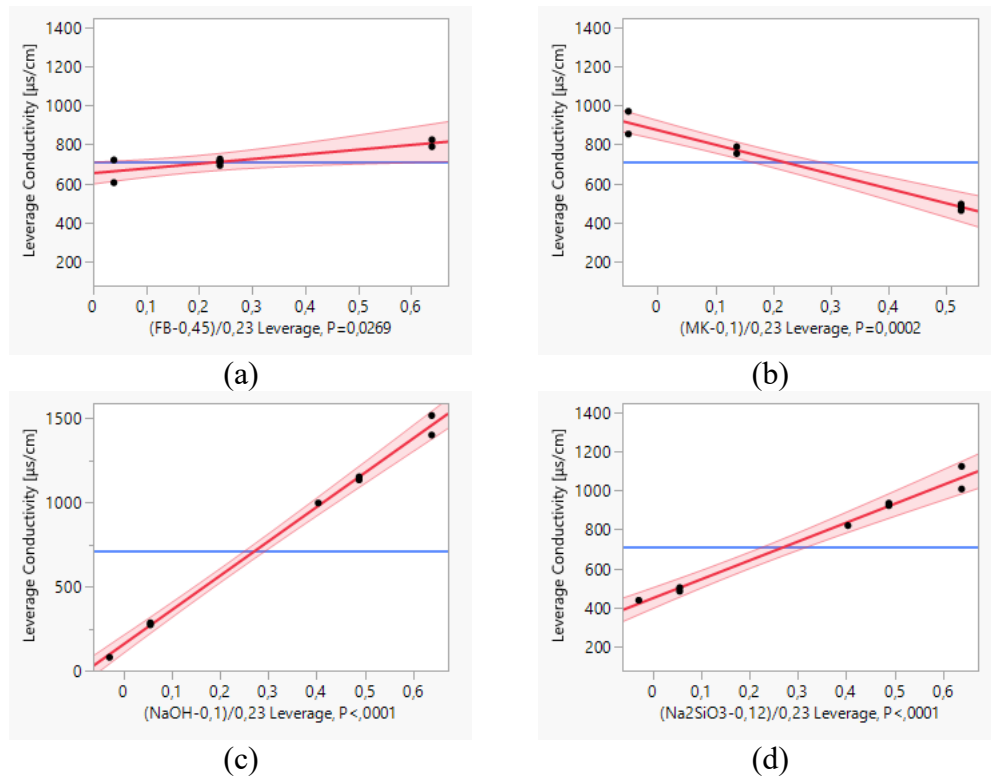 Leverage Conductivity [µs/cm]
1400
1200
1000
800
600
400
200
0 0,1 0,2 0,3 0,4 0,5 0,6
(FB-0,45)/0,23 Leverage, P=0,0269
(a)
Leverage Conductivity [µs/cm]
1400
1200
1000
800
600
400
200
0 0,1 0,2 0,3 0,4 0,5
(MK-0,1)/0,23 Leverage, P=0,0002
(b)
Leverage Conductivity [µs/cm]
1500
1000
500
0
0 0,1 0,2 0,3 0,4 0,5 0,6
(NaOH-0,1)/0,23 Leverage, P<,0001
(c)
Leverage Conductivity [µs/cm]
1400
1200
1000
800
600
400
200
0 0,1 0,2 0,3 0,4 0,5 0,6
(Na2SiO3-0,12)/0,23 Leverage, P<,0001
(d)